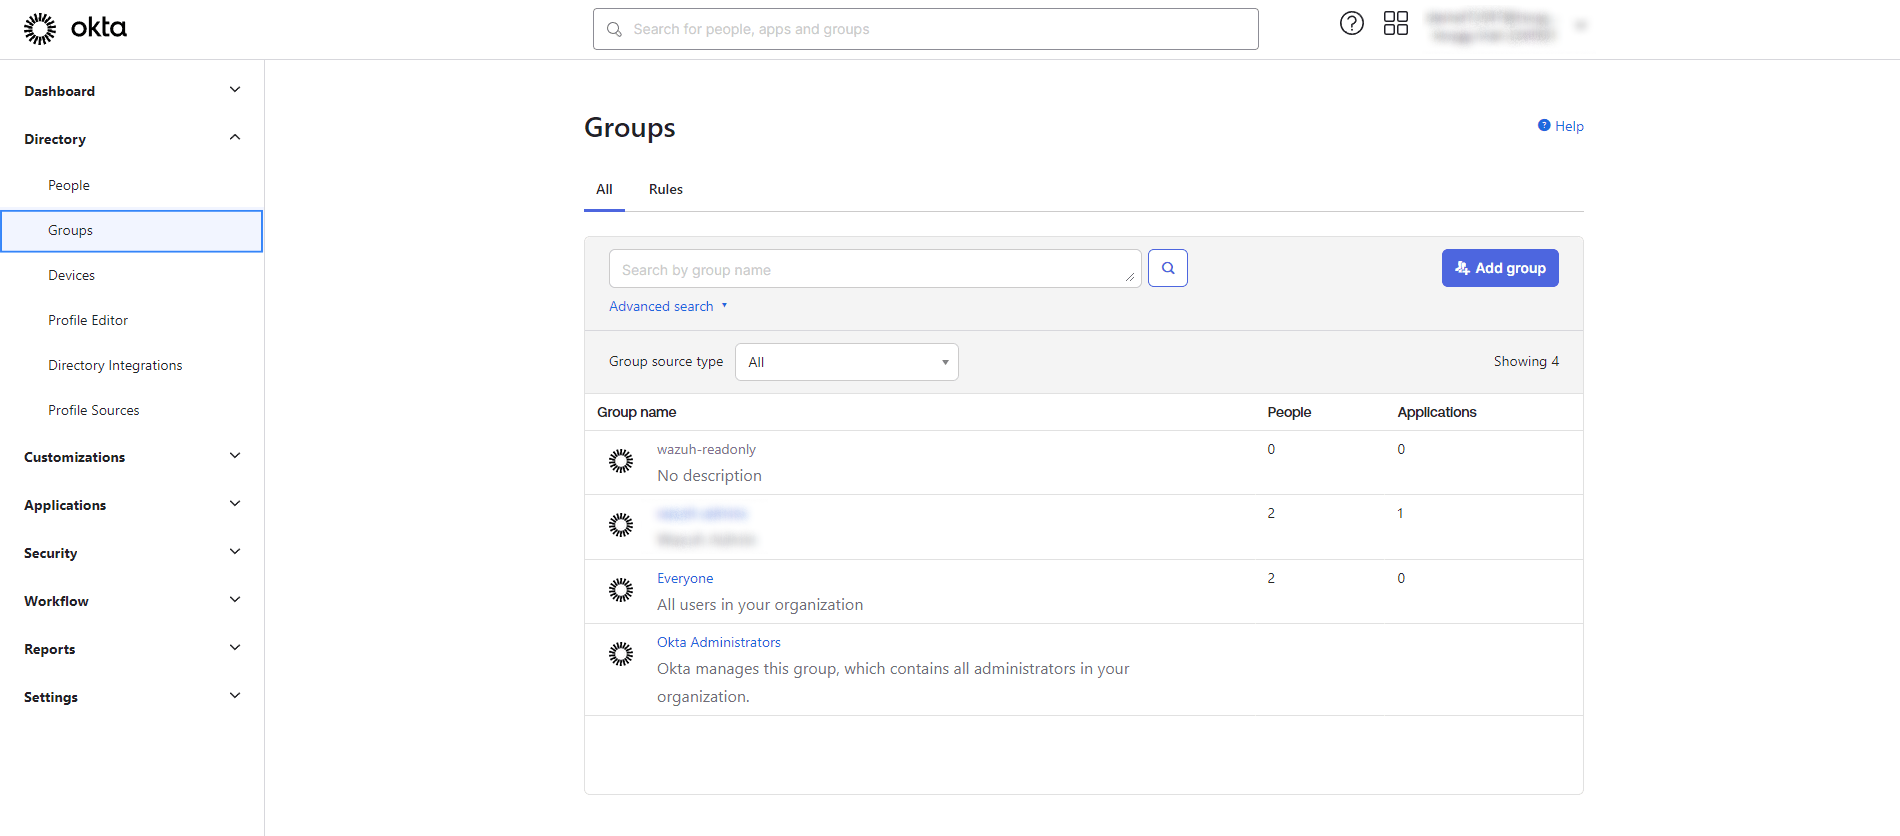 okta
Search for people, apps and groups
Dashboard
Directory
People
Groups
Devices
Profile Editor
Directory Integrations
Profile Sources
Customizations
Applications
Security
Workflow
Reports
Settings
Groups
Help
All Rules
Search by group name
Add group
Advanced search
Group source type All Showing 4
Group name People Applications
wazuh-readonly 0 0
No description
2 1
Everyone 2 0
All users in your organization
Okta Administrators
Okta manages this group, which contains all administrators in your
organization.